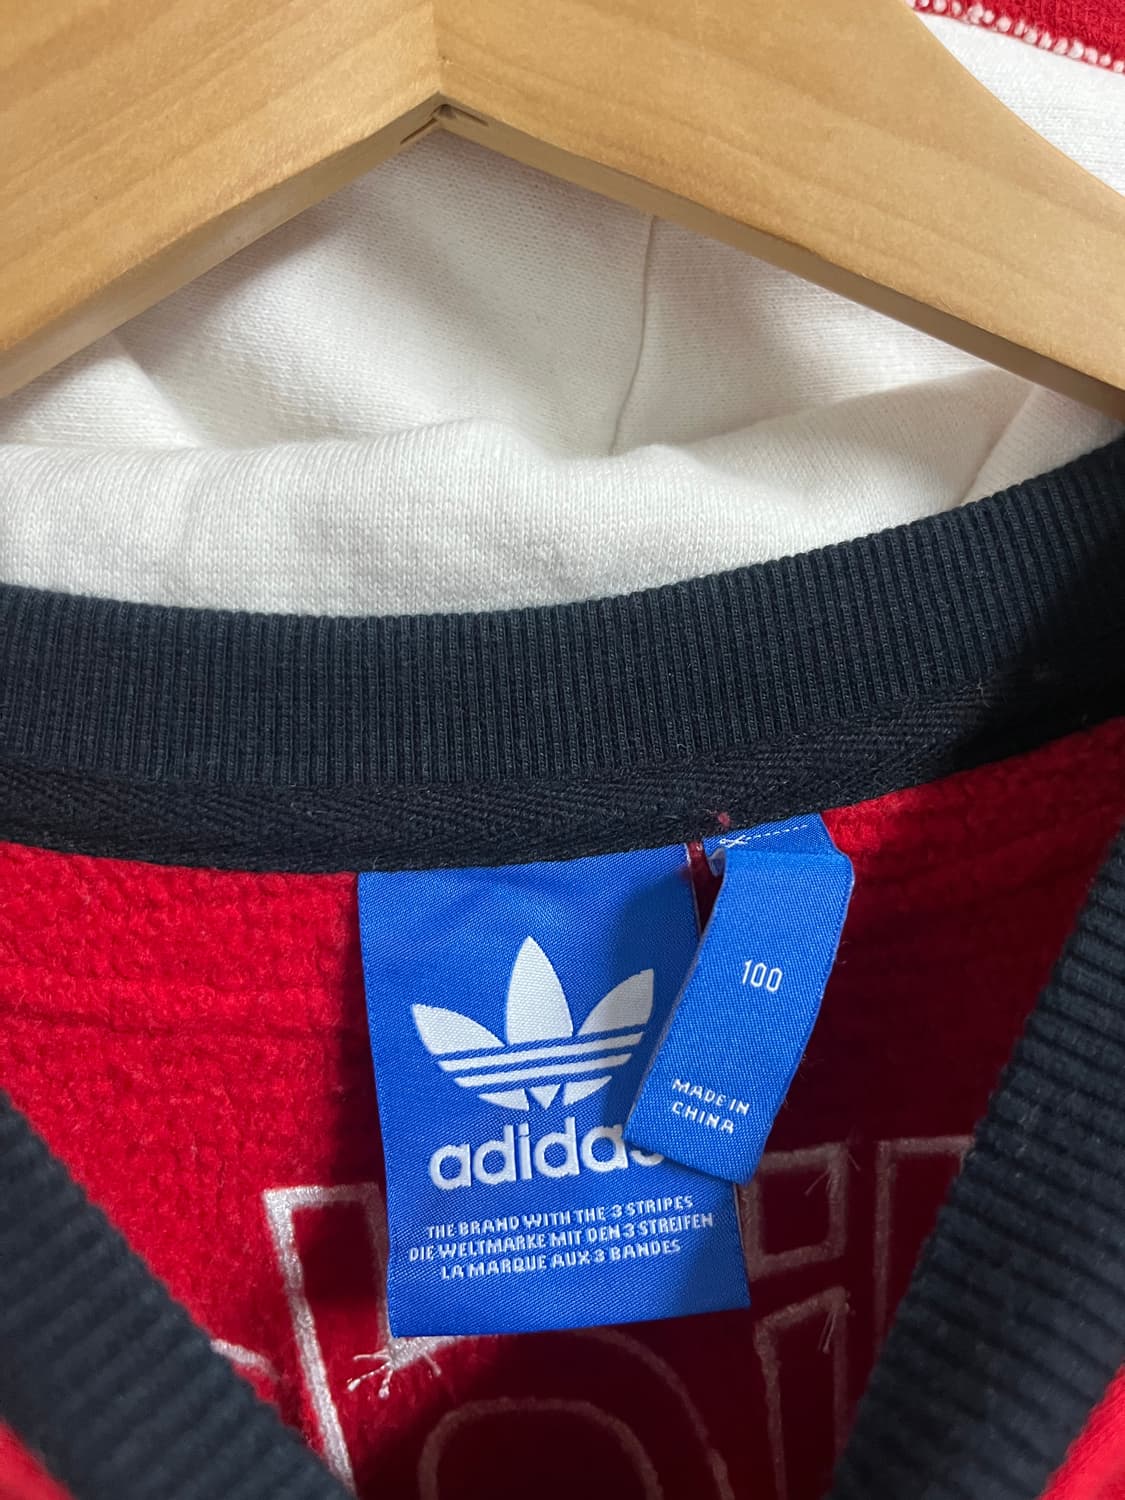 100
MADE IN
CHINA
adidas
THE BRAND WITH THE 3 STRIPES
DIE WELTMARKE MIT DEN 3 STREIFEN
LA MARQUE AUX 3 BANDES